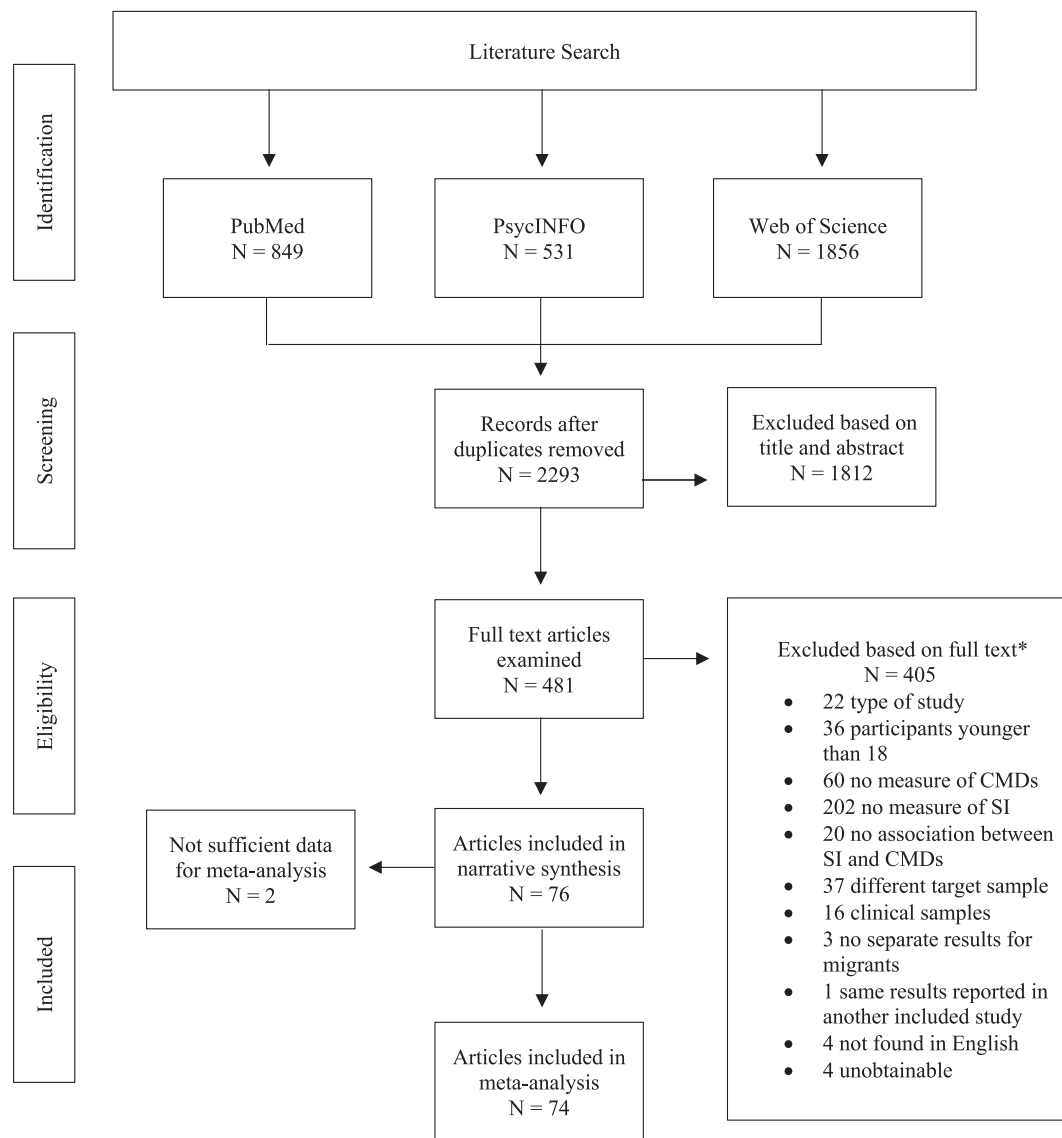 Literature Search
Identification
PubMed
N = 849
PsycINFO
N = 531
Web of Science
N = 1856
Screening
Records after
duplicates removed
N = 2293
Excluded based on
title and abstract
N = 1812
Eligibility
Full text articles
examined
N = 481
Excluded based on full text*
N = 405
• 22 type of study
• 36 participants younger
than 18
• 60 no measure of CMDs
• 202 no measure of SI
• 20 no association between
SI and CMDs
• 37 different target sample
• 16 clinical samples
• 3 no separate results for
migrants
• 1 same results reported in
another included study
• 4 not found in English
• 4 unobtainable
Not sufficient data
for meta-analysis
N = 2
Articles included in
narrative synthesis
N = 76
Included
Articles included in
meta-analysis
N = 74